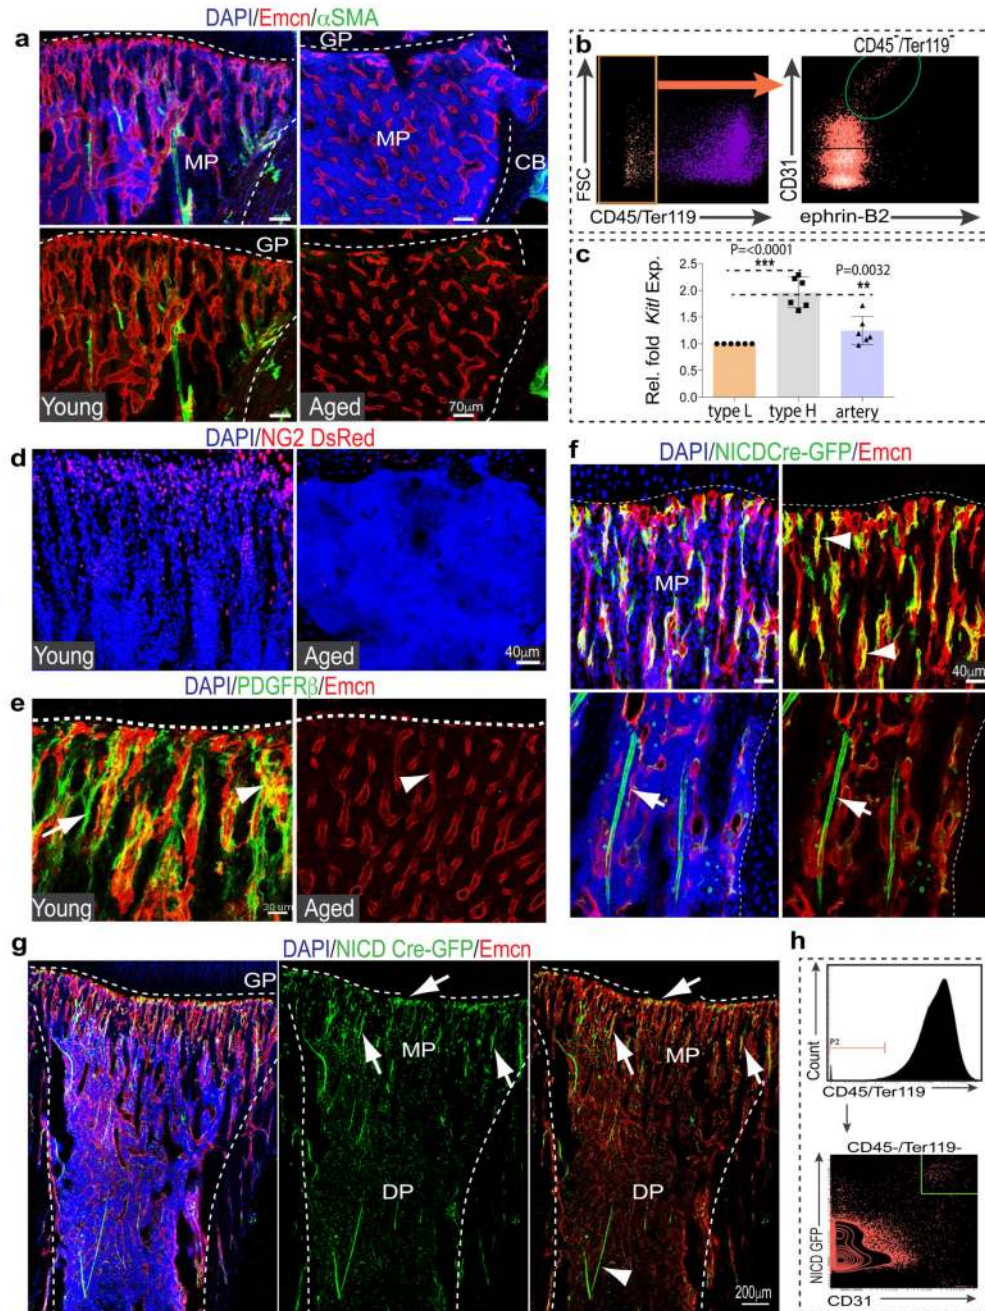 DAPI/Emcn/αSMA
a
GP
MP
MP
CB
GP
Young
Aged
70µm
b
CD45-/Ter119-
FSC
CD45/Ter119
CD31
ephrin-B2
c
P=<0.0001
***
P=0.0032
**
Rel. fold Kitl Exp.
2.5
2.0
1.5
1.0
0.5
0.0
type L
type H
artery
DAPI/NG2 DsRed
d
Young
Aged
40µm
DAPI/PDGFRβ/Emcn
e
Young
30 µm
Aged
f
DAPI/NICDCre-GFP/Emcn
MP
40µm
g
DAPI/NICD Cre-GFP/Emcn
GP
MP
DP
MP
DP
200µm
h
Count
P2
CD45/Ter119
CD45-/Ter119-
NICD GFP
CD31